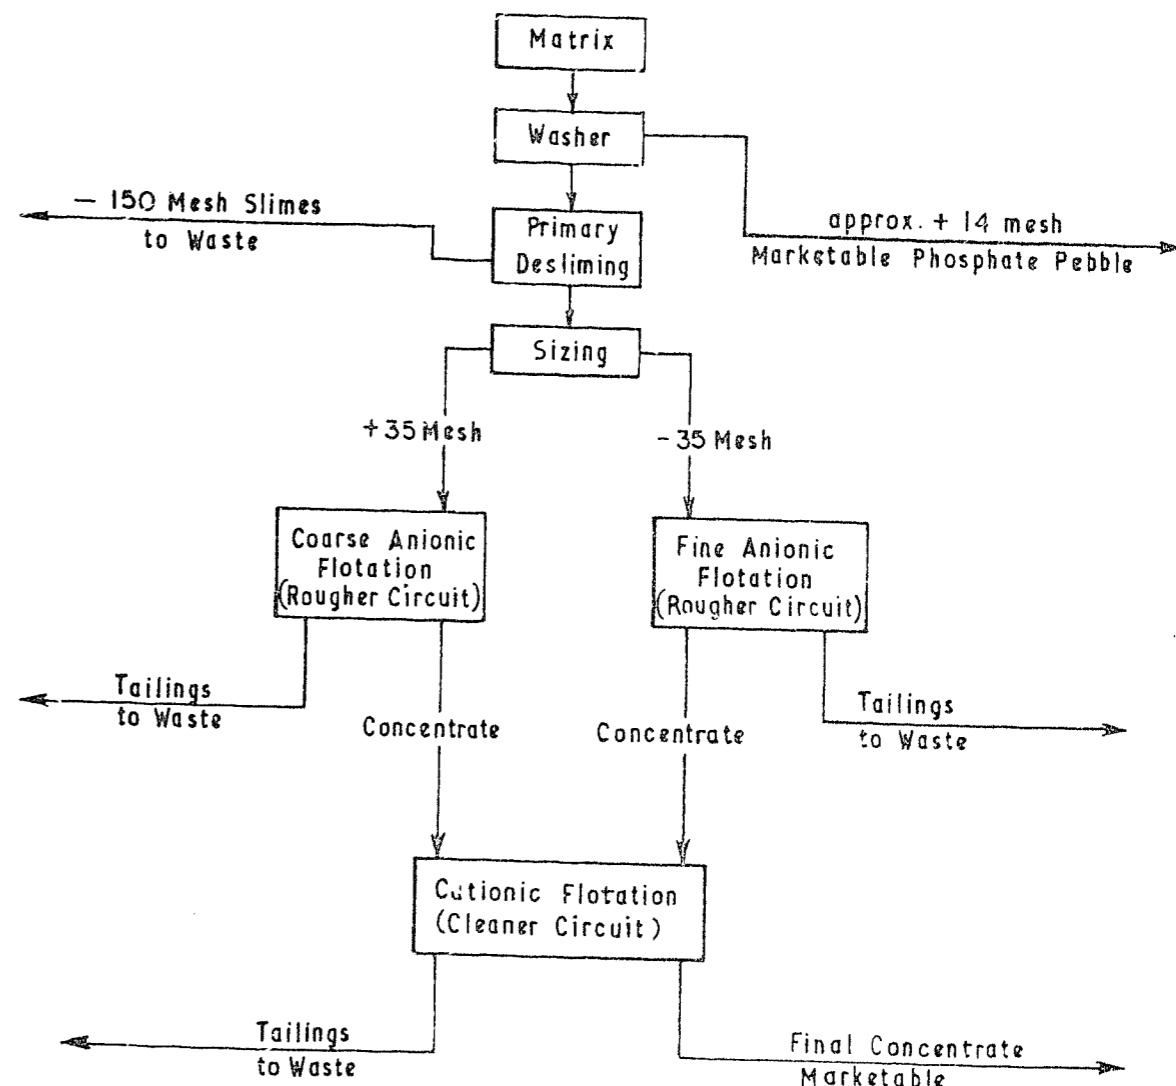 Matrix
Washer
— 150 Mesh Slimes
to Waste
Primary
Desliming
approx. + 14 mesh
Marketable Phosphate Pebble
Sizing
+35 Mesh
- 35 Mesh
Coarse Anionic
Flotation
(Rougher Circuit)
Fine Anionic
Flotation
(Rougher Circuit)
Tailings
to Waste
Concentrate
Concentrate
Tailings
to Waste
Cationic Flotation
(Cleaner Circuit)
Tailings
to Waste
Final Concentrate
Marketable